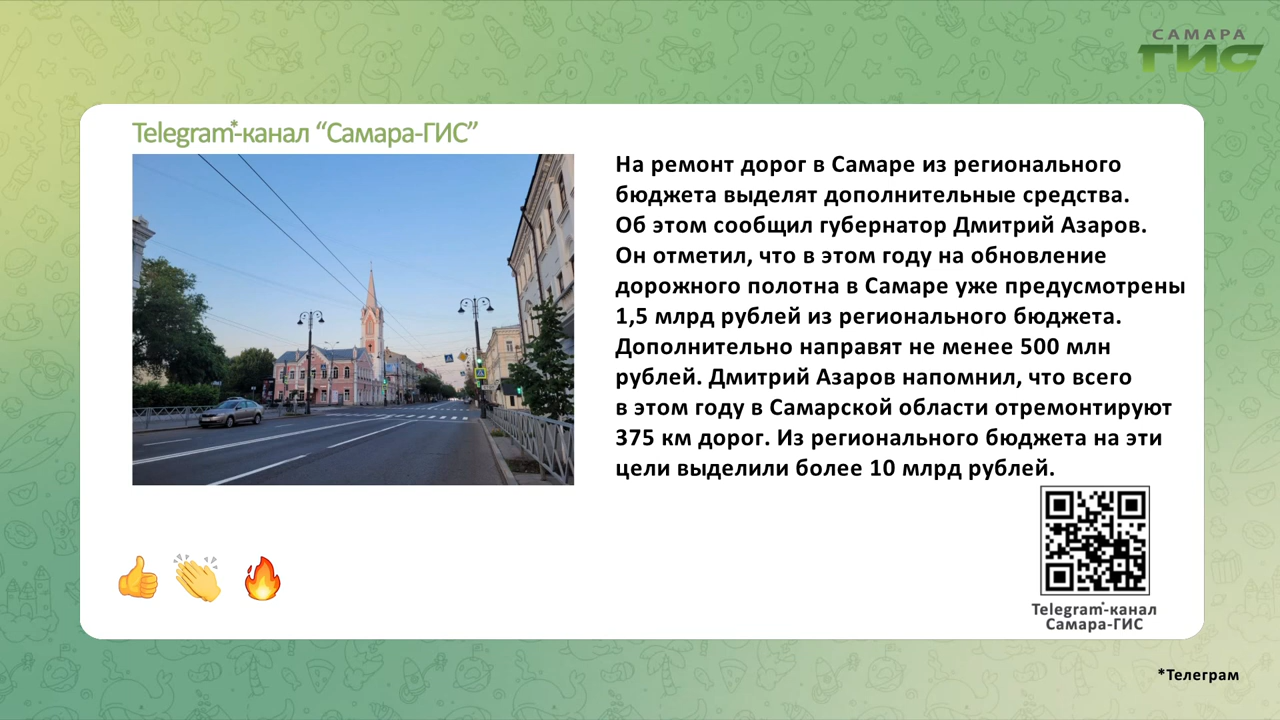 САМАРА
ГИС
Telegram*-канал “Самара-ГИС”
На ремонт дорог в Самаре из регионального
бюджета выделят дополнительные средства.
Об этом сообщил губернатор Дмитрий Азаров.
Он отметил, что в этом году на обновление
дорожного полотна в Самаре уже предусмотрены
1,5 млрд рублей из регионального бюджета.
Дополнительно направят не менее 500 млн
рублей. Дмитрий Азаров напомнил, что всего
в этом году в Самарской области отремонтируют
375 км дорог. Из регионального бюджета на эти
цели выделили более 10 млрд рублей.
Telegram*-канал
Самара-ГИС
*Телеграм